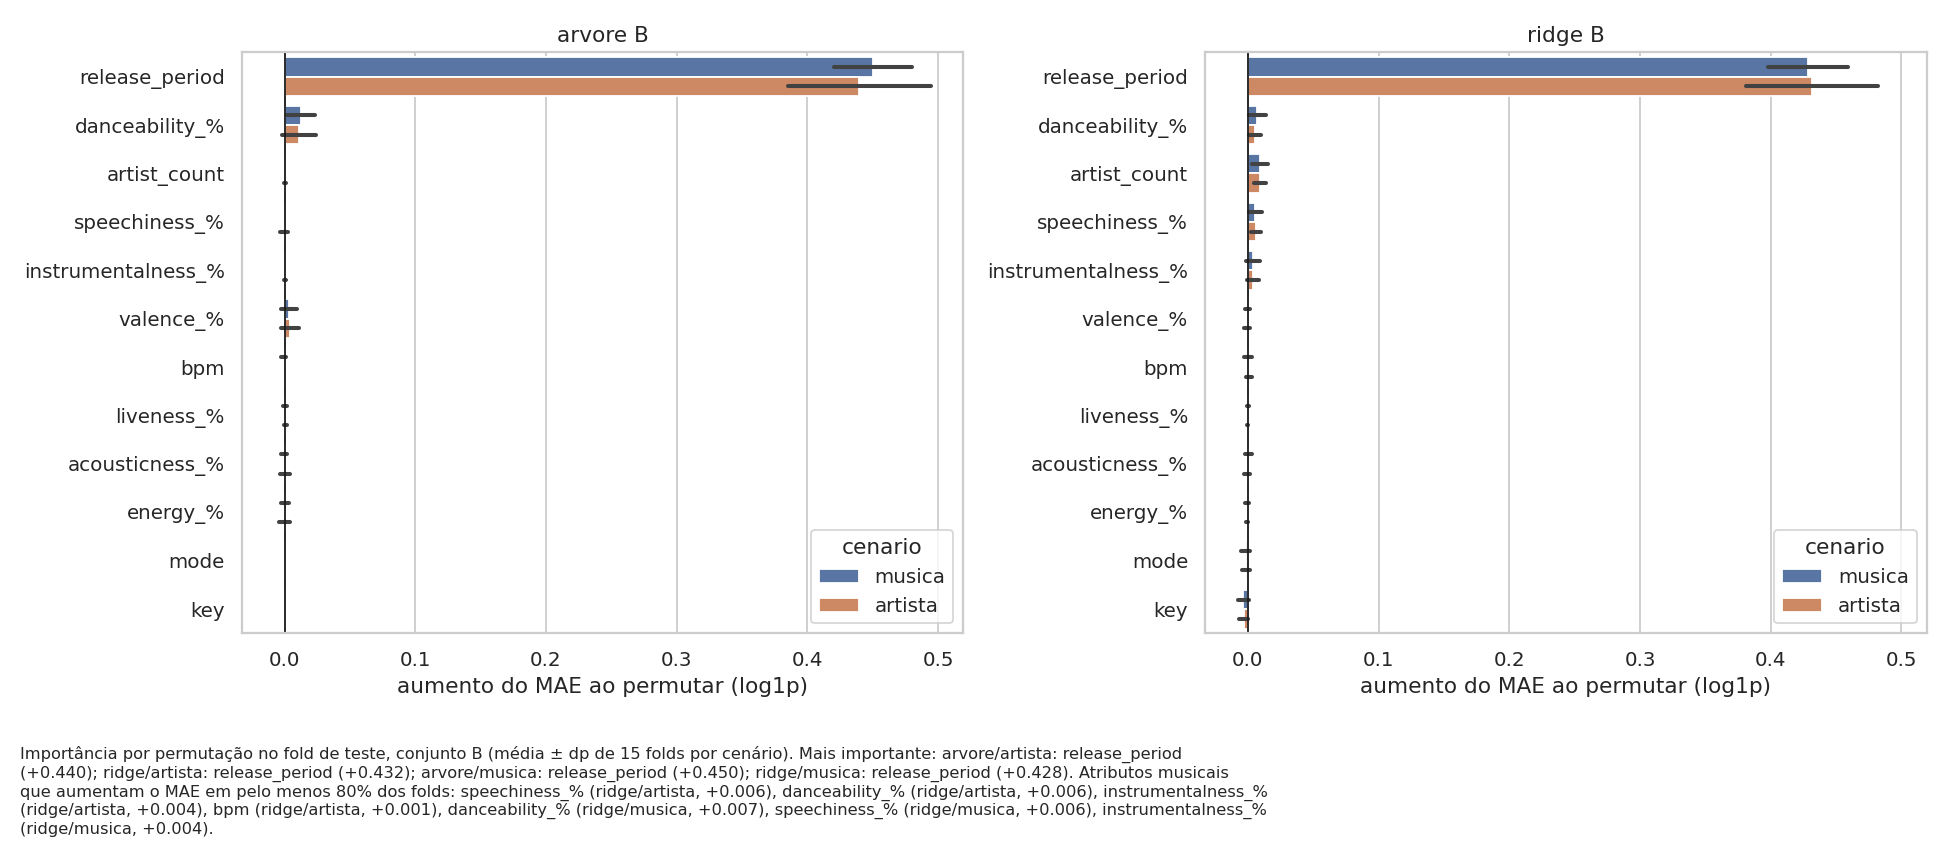 arvore B
release_period
danceability_%
artist_count
speechiness_%
instrumentalness_%
valence_%
bpm
liveness_%
acousticness_%
energy_%
mode
key
cenario
musica
artista
0.0 0.1 0.2 0.3 0.4 0.5
aumento do MAE ao permutar (log1p)
ridge B
release_period
danceability_%
artist_count
speechiness_%
instrumentalness_%
valence_%
bpm
liveness_%
acousticness_%
energy_%
mode
key
cenario
musica
artista
0.0 0.1 0.2 0.3 0.4 0.5
aumento do MAE ao permutar (log1p)
Importância por permutação no fold de teste, conjunto B (média ± dp de 15 folds por cenário). Mais importante: arvore/artista: release_period
(+0.440); ridge/artista: release_period (+0.432); arvore/musica: release_period (+0.450); ridge/musica: release_period (+0.428). Atributos musicais
que aumentam o MAE em pelo menos 80% dos folds: speechiness_% (ridge/artista, +0.006), danceability_% (ridge/artista, +0.006), instrumentalness_%
(ridge/artista, +0.004), bpm (ridge/artista, +0.001), danceability_% (ridge/musica, +0.007), speechiness_% (ridge/musica, +0.006), instrumentalness_%
(ridge/musica, +0.004).